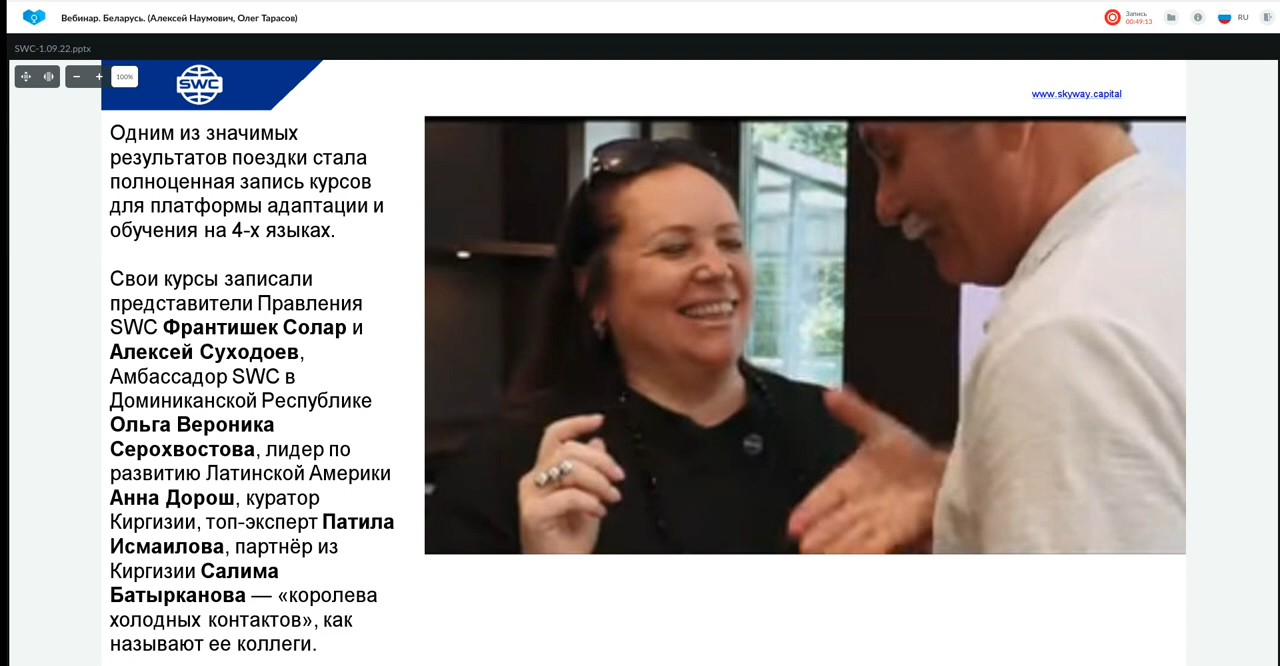 Вебинар. Беларусь. (Алексей Наумович, Олег Тарасов)
Запись
00:49:13
RU
SWC-1.09.22.pptx
100%
SWC
www.skyway.capital
Одним из значимых
результатов поездки стала
полноценная запись курсов
для платформы адаптации и
обучения на 4-х языках.
Свои курсы записали
представители Правления
SWC Франтишек Солар и
Алексей Суходоев,
Амбассадор SWC в
Доминиканской Республике
Ольга Вероника
Серохвостова, лидер по
развитию Латинской Америки
Анна Дорош, куратор
Киргизии, топ-эксперт Патила
Исмаилова, партнёр из
Киргизии Салима
Батырканова — «королева
холодных контактов», как
называют ее коллеги.